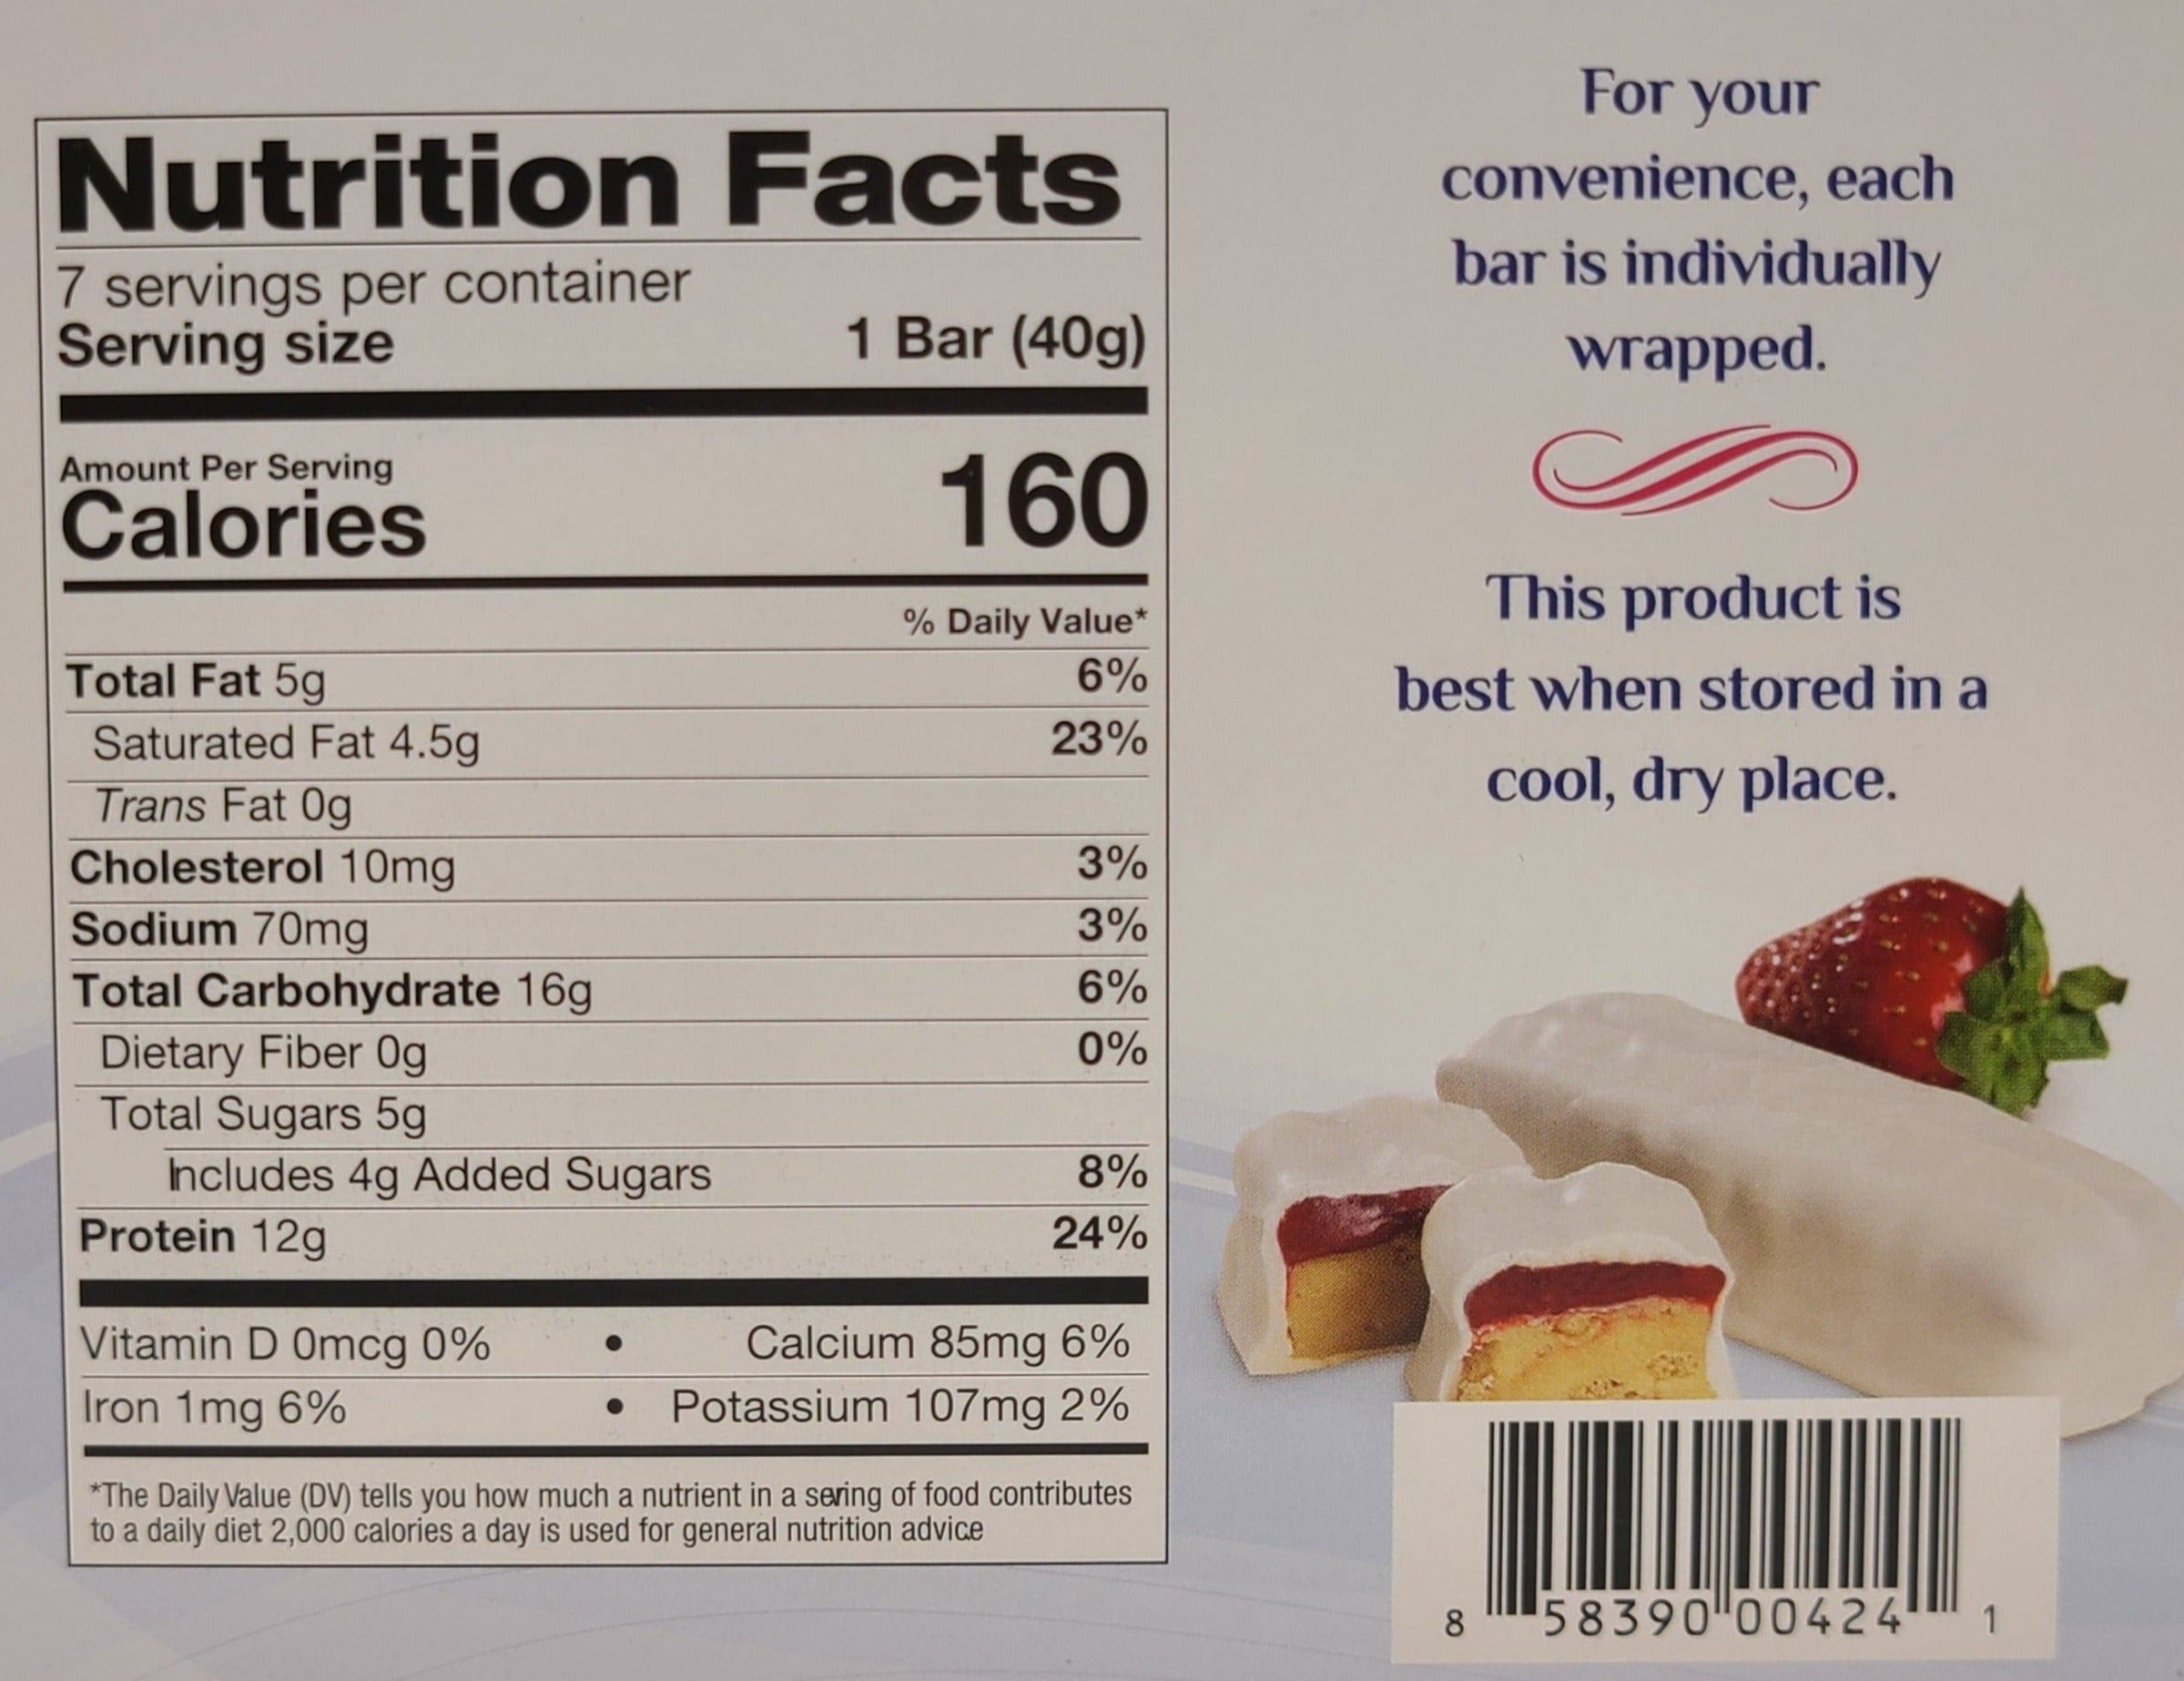 Nutrition Facts
7 servings per container
Serving size 1 Bar (40g)
Amount Per Serving
Calories 160
% Daily Value*
Total Fat 5g 6%
Saturated Fat 4.5g 23%
Trans Fat 0g
Cholesterol 10mg 3%
Sodium 70mg 3%
Total Carbohydrate 16g 6%
Dietary Fiber 0g 0%
Total Sugars 5g
Includes 4g Added Sugars 8%
Protein 12g 24%
Vitamin D 0mcg 0% • Calcium 85mg 6%
Iron 1mg 6% • Potassium 107mg 2%
*The Daily Value (DV) tells you how much a nutrient in a sering of food contributes
to a daily diet 2,000 calories a day is used for general nutrition advice
For your
convenience, each
bar is individually
wrapped.
This product is
best when stored in a
cool, dry place.
8 58390 00424 1